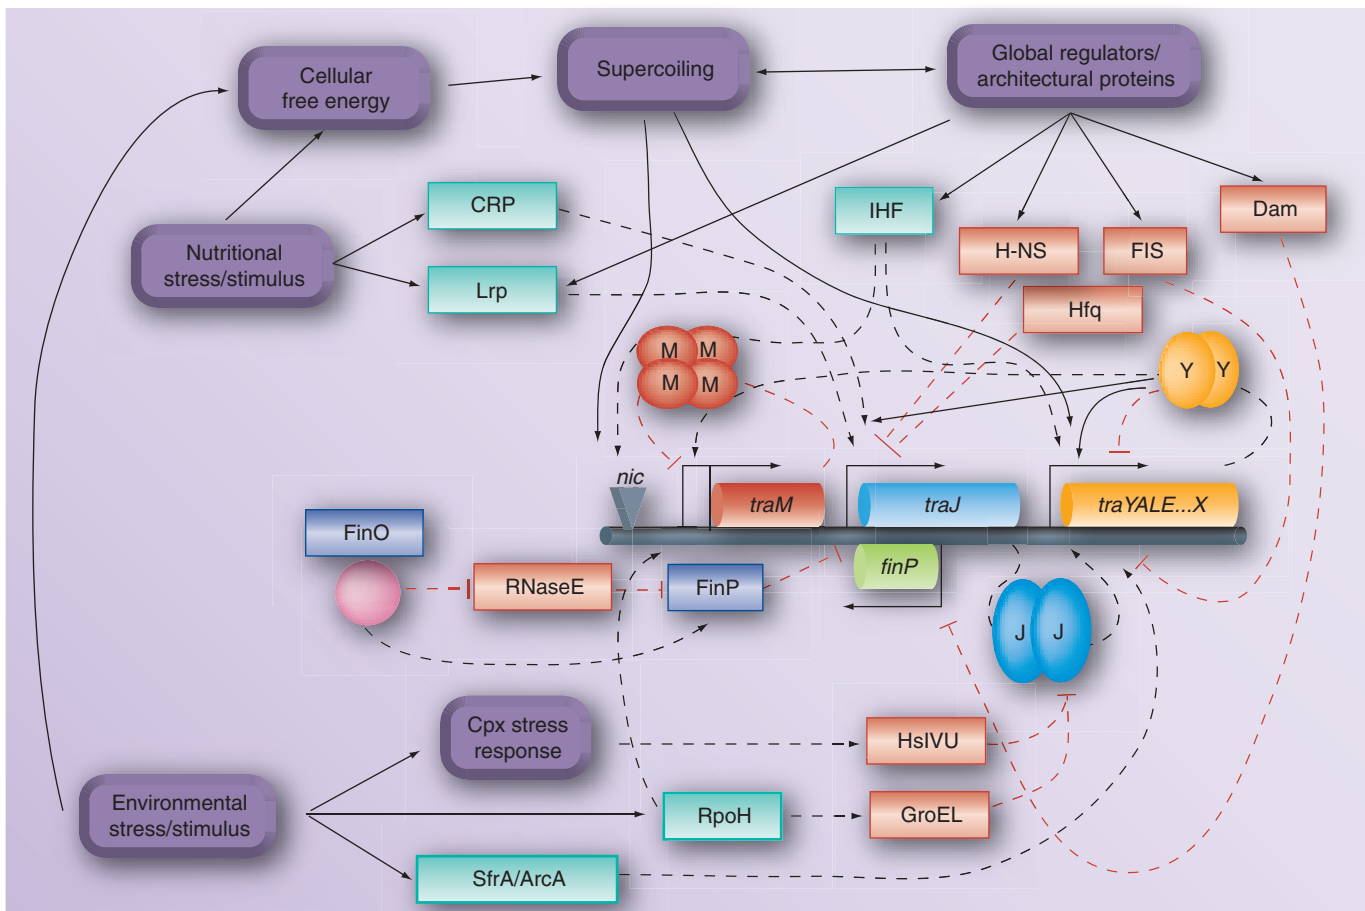 Cellular
free energy
Supercoiling
Global regulators/
architectural proteins
CRP
IHF
Dam
Nutritional
stress/stimulus
H-NS
FIS
Lrp
Hfq
M M
M M
Y Y
nic
traM
traJ
traYALE...X
FinO
finP
RNaseE
FinP
J J
Cpx stress
response
HslVU
Environmental
stress/stimulus
RpoH
GroEL
SfrA/ArcA